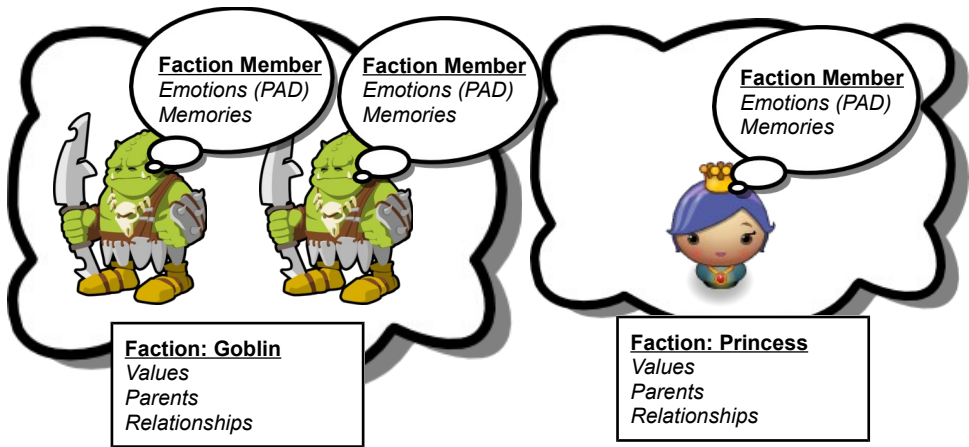 Faction Member
Emotions (PAD)
Memories
Faction Member
Emotions (PAD)
Memories
Faction Member
Emotions (PAD)
Memories
Faction: Goblin
Values
Parents
Relationships
Faction: Princess
Values
Parents
Relationships